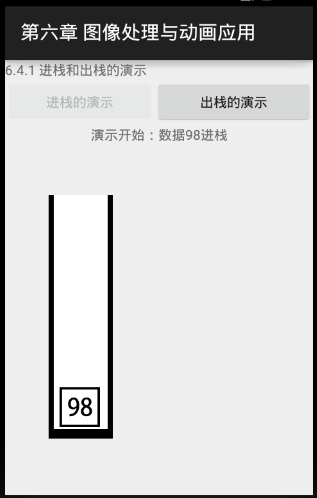 第六章 图像处理与动画应用
6.4.1 进栈和出栈的演示
进栈的演示 出栈的演示
演示开始：数据98进栈
98